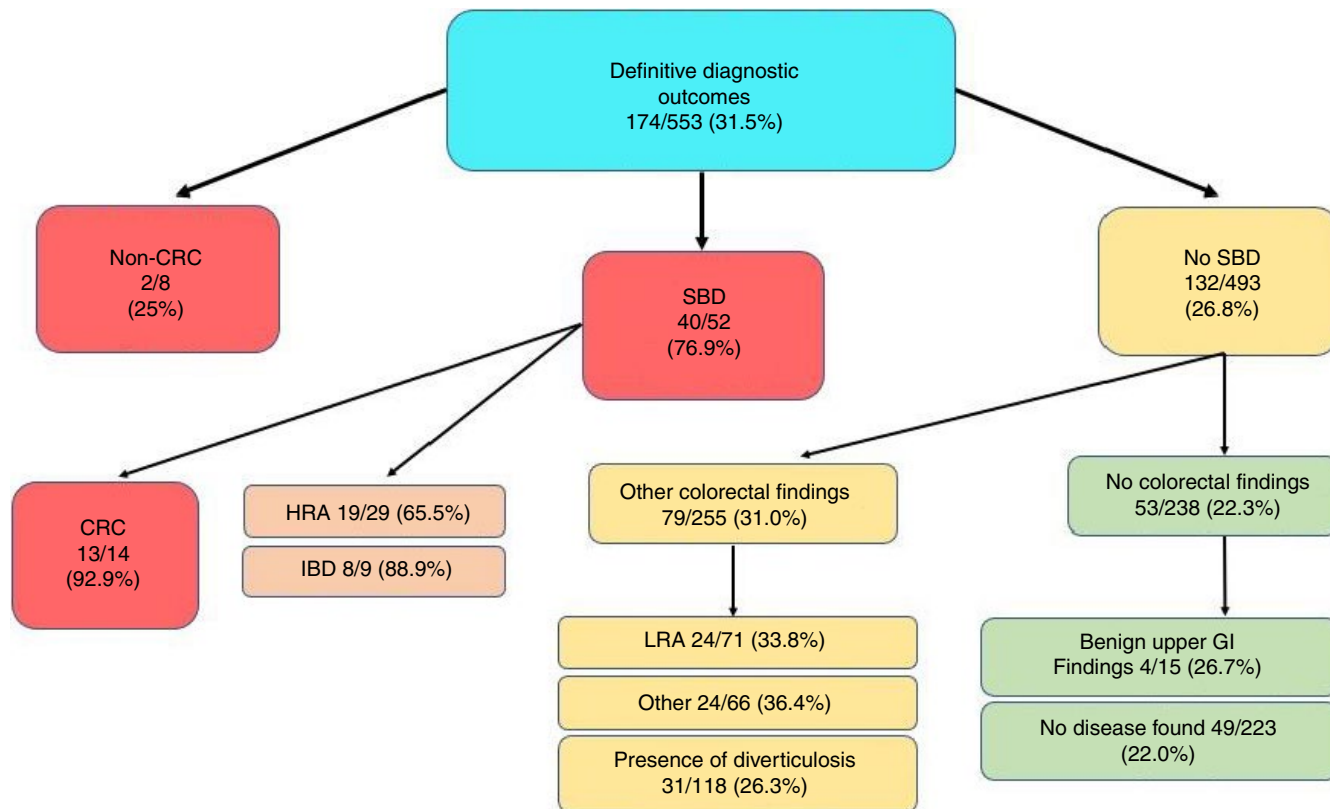 Definitive diagnostic
outcomes
174/553 (31.5%)
Non-CRC
2/8
(25%)
SBD
40/52
(76.9%)
No SBD
132/493
(26.8%)
CRC
13/14
(92.9%)
HRA 19/29 (65.5%)
IBD 8/9 (88.9%)
Other colorectal findings
79/255 (31.0%)
No colorectal findings
53/238 (22.3%)
LRA 24/71 (33.8%)
Other 24/66 (36.4%)
Presence of diverticulosis
31/118 (26.3%)
Benign upper GI
Findings 4/15 (26.7%)
No disease found 49/223
(22.0%)